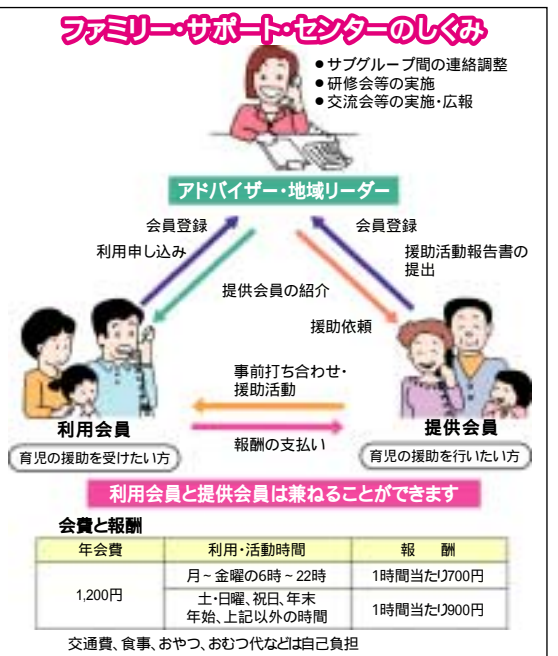 ファミリー・サポート・センターのしくみ
●サブグループ間の連絡調整
●研修会等の実施
●交流会等の実施・広報
アドバイザー・地域リーダー
会員登録
利用申し込み
会員登録
援助活動報告書の
提出
提供会員の紹介
援助依頼
事前打ち合わせ・
援助活動
利用会員
育児の援助を受けたい方
報酬の支払い
提供会員
育児の援助を行いたい方
利用会員と提供会員は兼ねることができます
会費と報酬
年会費 利用・活動時間 報 酬
1,200円
月~金曜の6時~22時 1時間当たり700円
土・日曜、祝日、年末
年始、上記以外の時間
1時間当たり900円
交通費、食事、おやつ、おむつ代などは自己負担